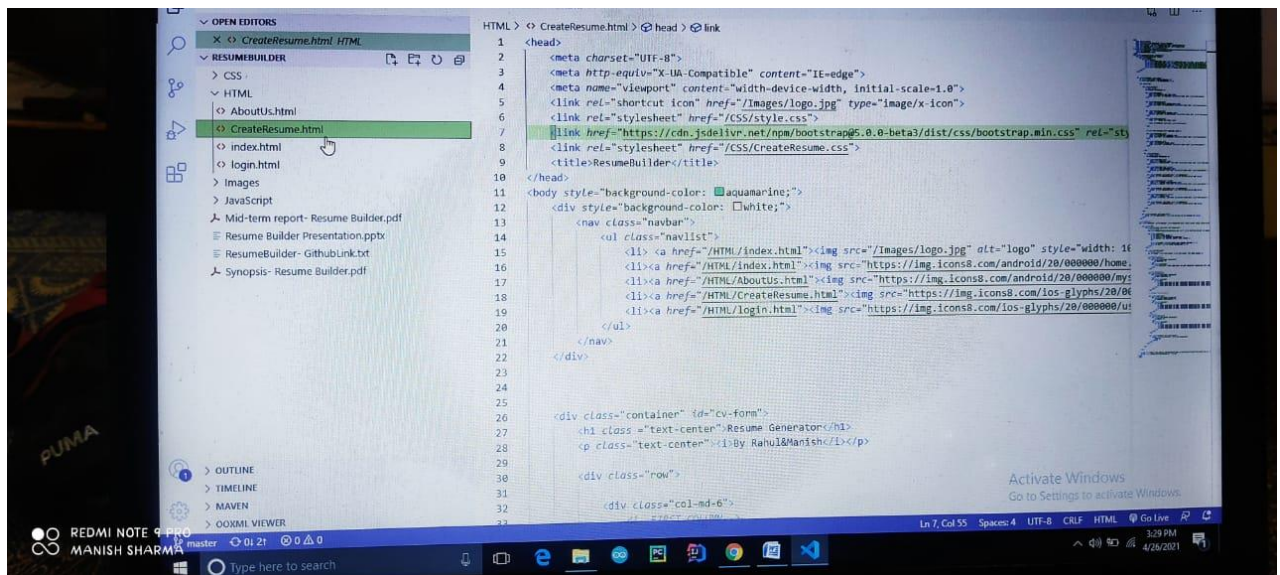 OPEN EDITORS
CreateResume.html HTML
RESUMEBUILDER
CSS
HTML
AboutUs.html
CreateResume.html
index.html
login.html
Images
JavaScript
Mid-term report- Resume Builder.pdf
Resume Builder Presentation.pptx
ResumeBuilder- GithubLink.txt
Synopsis- Resume Builder.pdf
OUTLINE
TIMELINE
MAVEN
OOXML VIEWER
HTML > CreateResume.html > head > link
1 <head>
2 <meta charset="UTF-8">
3 <meta http-equiv="X-UA-Compatible" content="IE=edge">
4 <meta name="viewport" content="width=device-width, initial-scale=1.0">
5 <link rel="shortcut icon" href="/Images/logo.jpg" type="image/x-icon">
6 <link rel="stylesheet" href="/CSS/style.css">
7 <link href="https://cdn.jsdelivr.net/npm/bootstrap@5.0.0-beta3/dist/css/bootstrap.min.css" rel="sty
8 <link rel="stylesheet" href="/CSS/CreateResume.css">
9 <title>ResumeBuilder</title>
10 </head>
11 <body style="background-color: aquamarine;">
12 <div style="background-color: white;">
13 <nav class="navbar">
14 <ul class="navlist">
15 <li> <a href="/HTML/index.html"><img src="/Images/logo.jpg" alt="logo" style="width: 16
16 <li><a href="/HTML/index.html"><img src="https://img.icons8.com/android/20/000000/home.
17 <li><a href="/HTML/AboutUs.html"><img src="https://img.icons8.com/android/20/000000/mys
18 <li><a href="/HTML/CreateResume.html"><img src="https://img.icons8.com/ios-glyphs/20/00
19 <li><a href="/HTML/login.html"><img src="https://img.icons8.com/ios-glyphs/20/000000/us
20 </ul>
21 </nav>
22 </div>
23
24
25
26 <div class="container" id="cv-form">
27 <h1 class ="text-center">Resume Generator</h1>
28 <p class="text-center"><i>By Rahul&Manish</i></p>
29
30 <div class="row">
31
32 <div class="col-md-6">
33 <!-- FIRST COLUMN -->
Activate Windows
Go to Settings to activate Windows.
master 0↓ 2↑ 0 0
Ln 7, Col 55 Spaces: 4 UTF-8 CRLF HTML Go Live
Type here to search
3:29 PM
4/26/2021
PUMA
REDMI NOTE 9 PRO
MANISH SHARMA